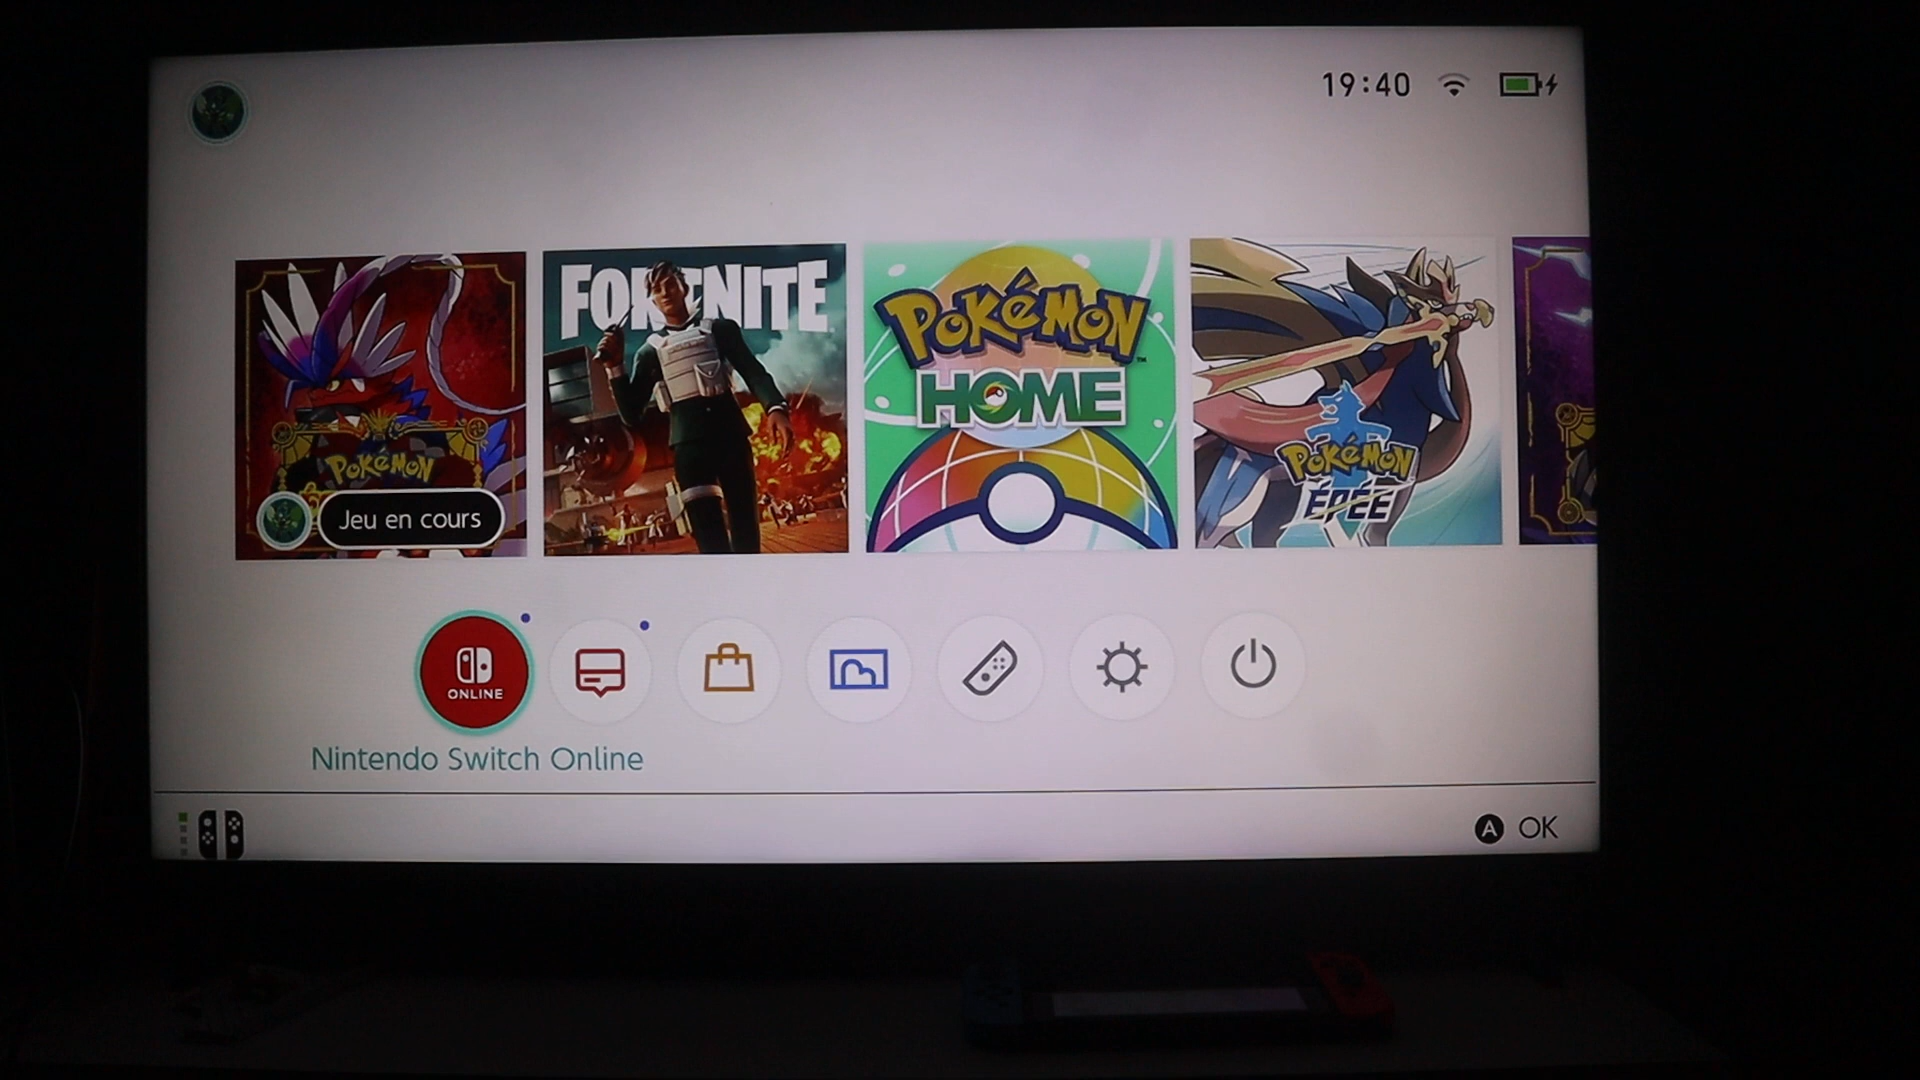 19:40
POKÉMON
Jeu en cours
FORTNITE
POKÉMON
HOME
POKÉMON
ÉPÉE
ONLINE
Nintendo Switch Online
A OK